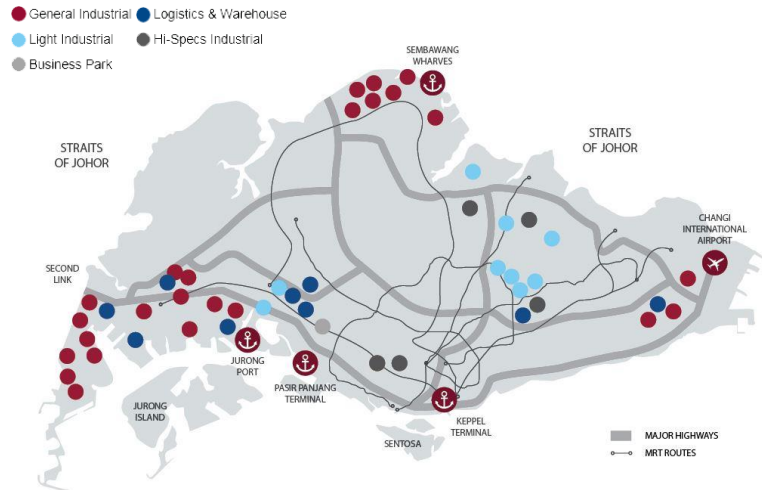 General Industrial
Logistics & Warehouse
Light Industrial
Hi-Specs Industrial
Business Park
SEMBAWANG
WHARVES
STRAITS
OF JOHOR
STRAITS
OF JOHOR
CHANGI
INTERNATIONAL
AIRPORT
SECOND
LINK
JURONG
PORT
PASIR PANJANG
TERMINAL
JURONG
ISLAND
KEPPEL
TERMINAL
SENTOSA
MAJOR HIGHWAYS
MRT ROUTES